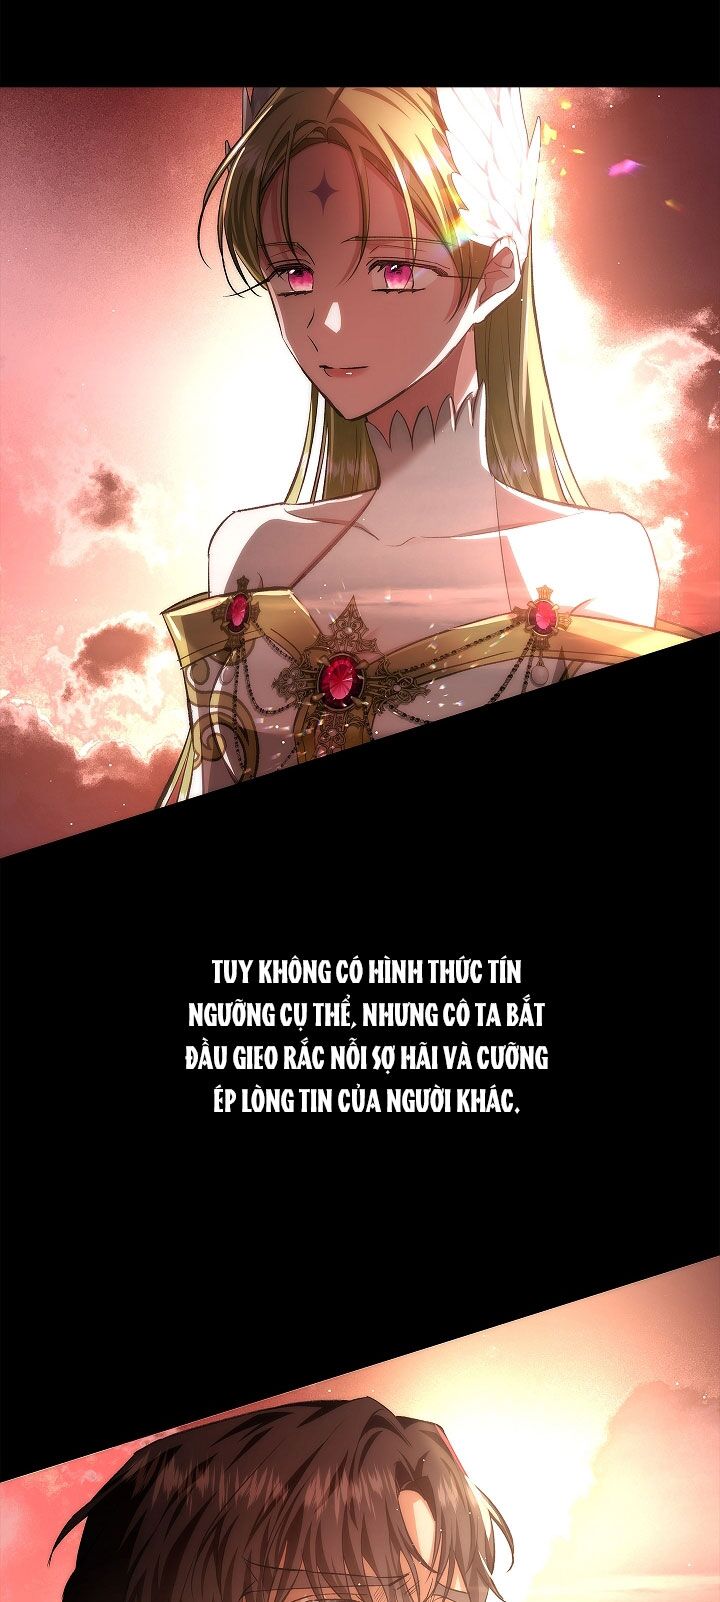 TUY KHÔNG CÓ HÌNH THỨC TÍN
NGƯỠNG CỤ THỂ, NHƯNG CÔ TA BẮT
ĐẦU GIEO RẮC NỖI SỢ HÃI VÀ CƯỠNG
ÉP LÒNG TIN CỦA NGƯỜI KHÁC.